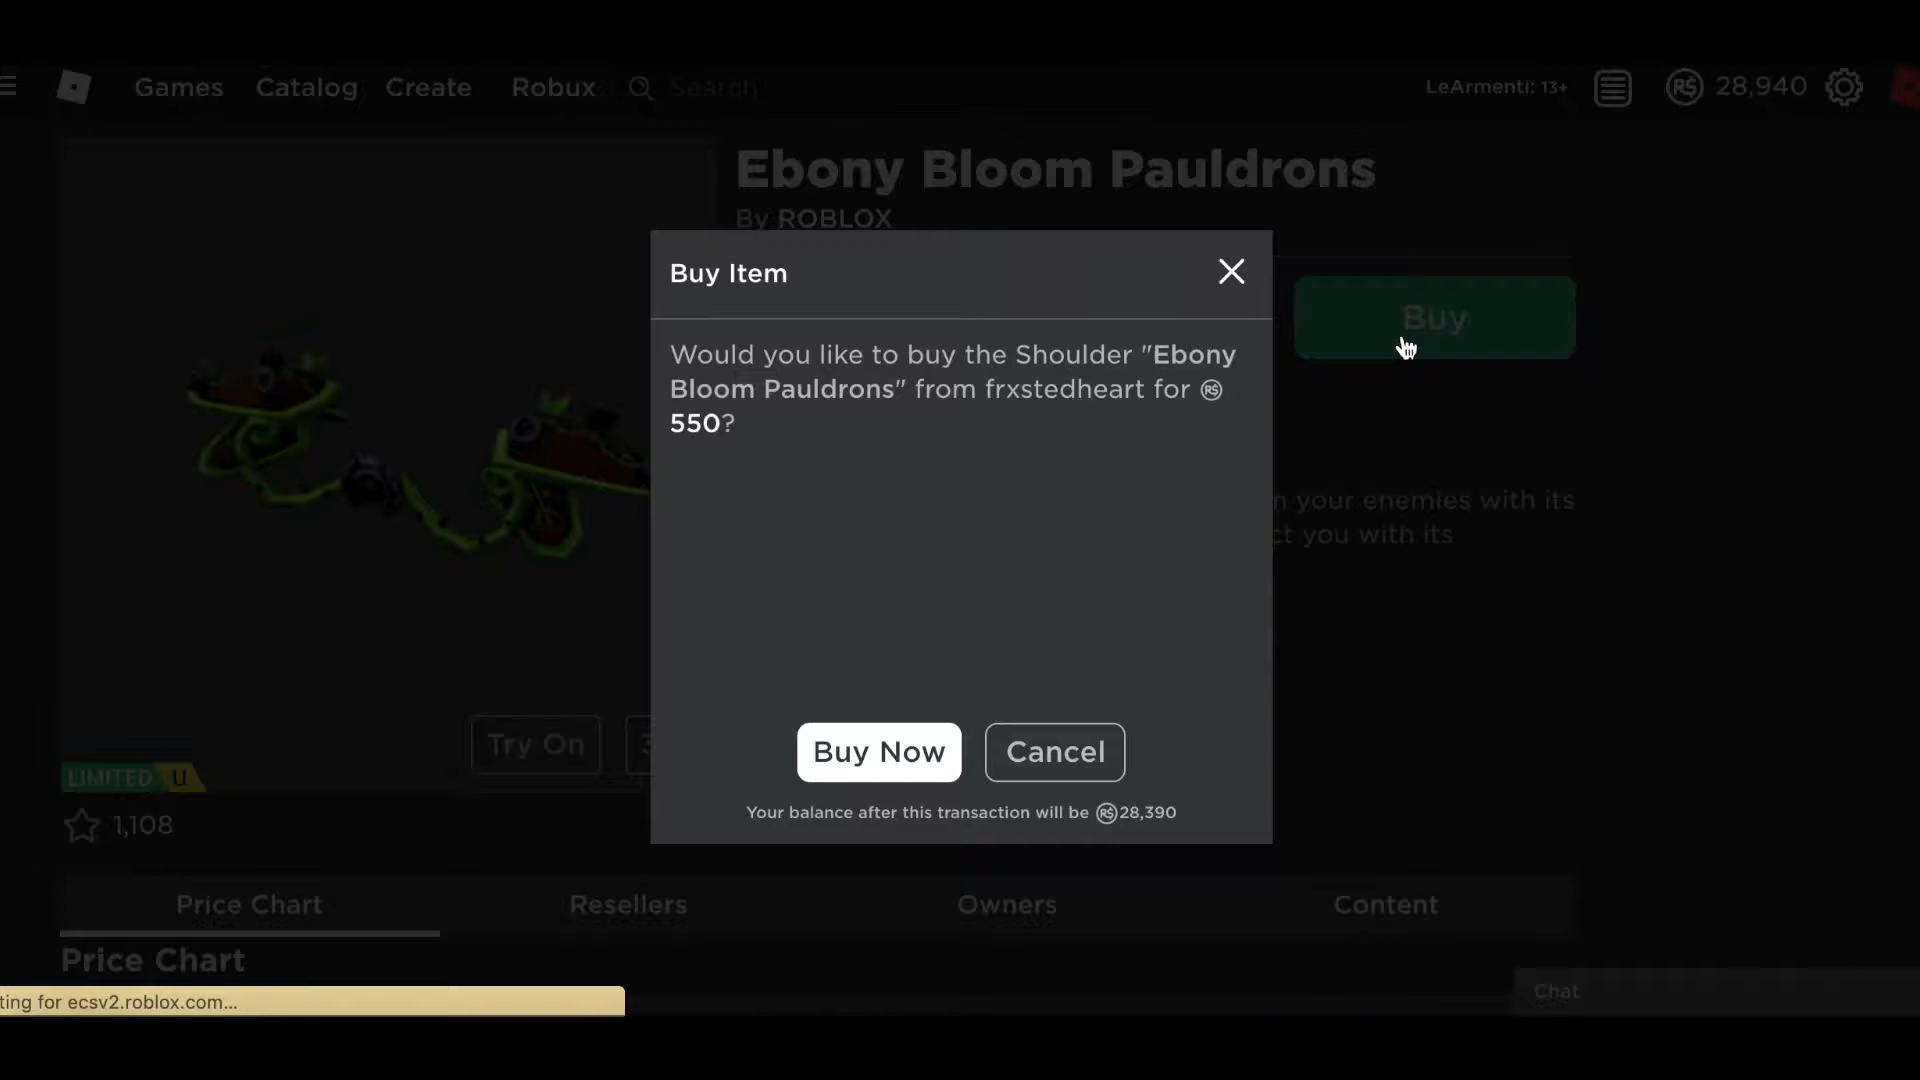 Games Catalog Create Robux Search LeArmenti: 13+ 28,940
Ebony Bloom Pauldrons
By ROBLOX
Buy Item
Buy
Would you like to buy the Shoulder "Ebony
Bloom Pauldrons" from frxstedheart for
550?
n your enemies with its
ct you with its
Try On 3
Buy Now Cancel
LIMITED U
Your balance after this transaction will be 28,390
1,108
Price Chart Resellers Owners Content
Price Chart
ting for ecsv2.roblox.com...
Chat